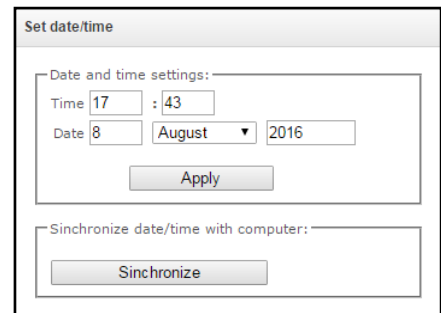 Set date/time
Date and time settings:
Time 17 : 43
Date 8 August 2016
Apply
Sinchronize date/time with computer:
Sinchronize